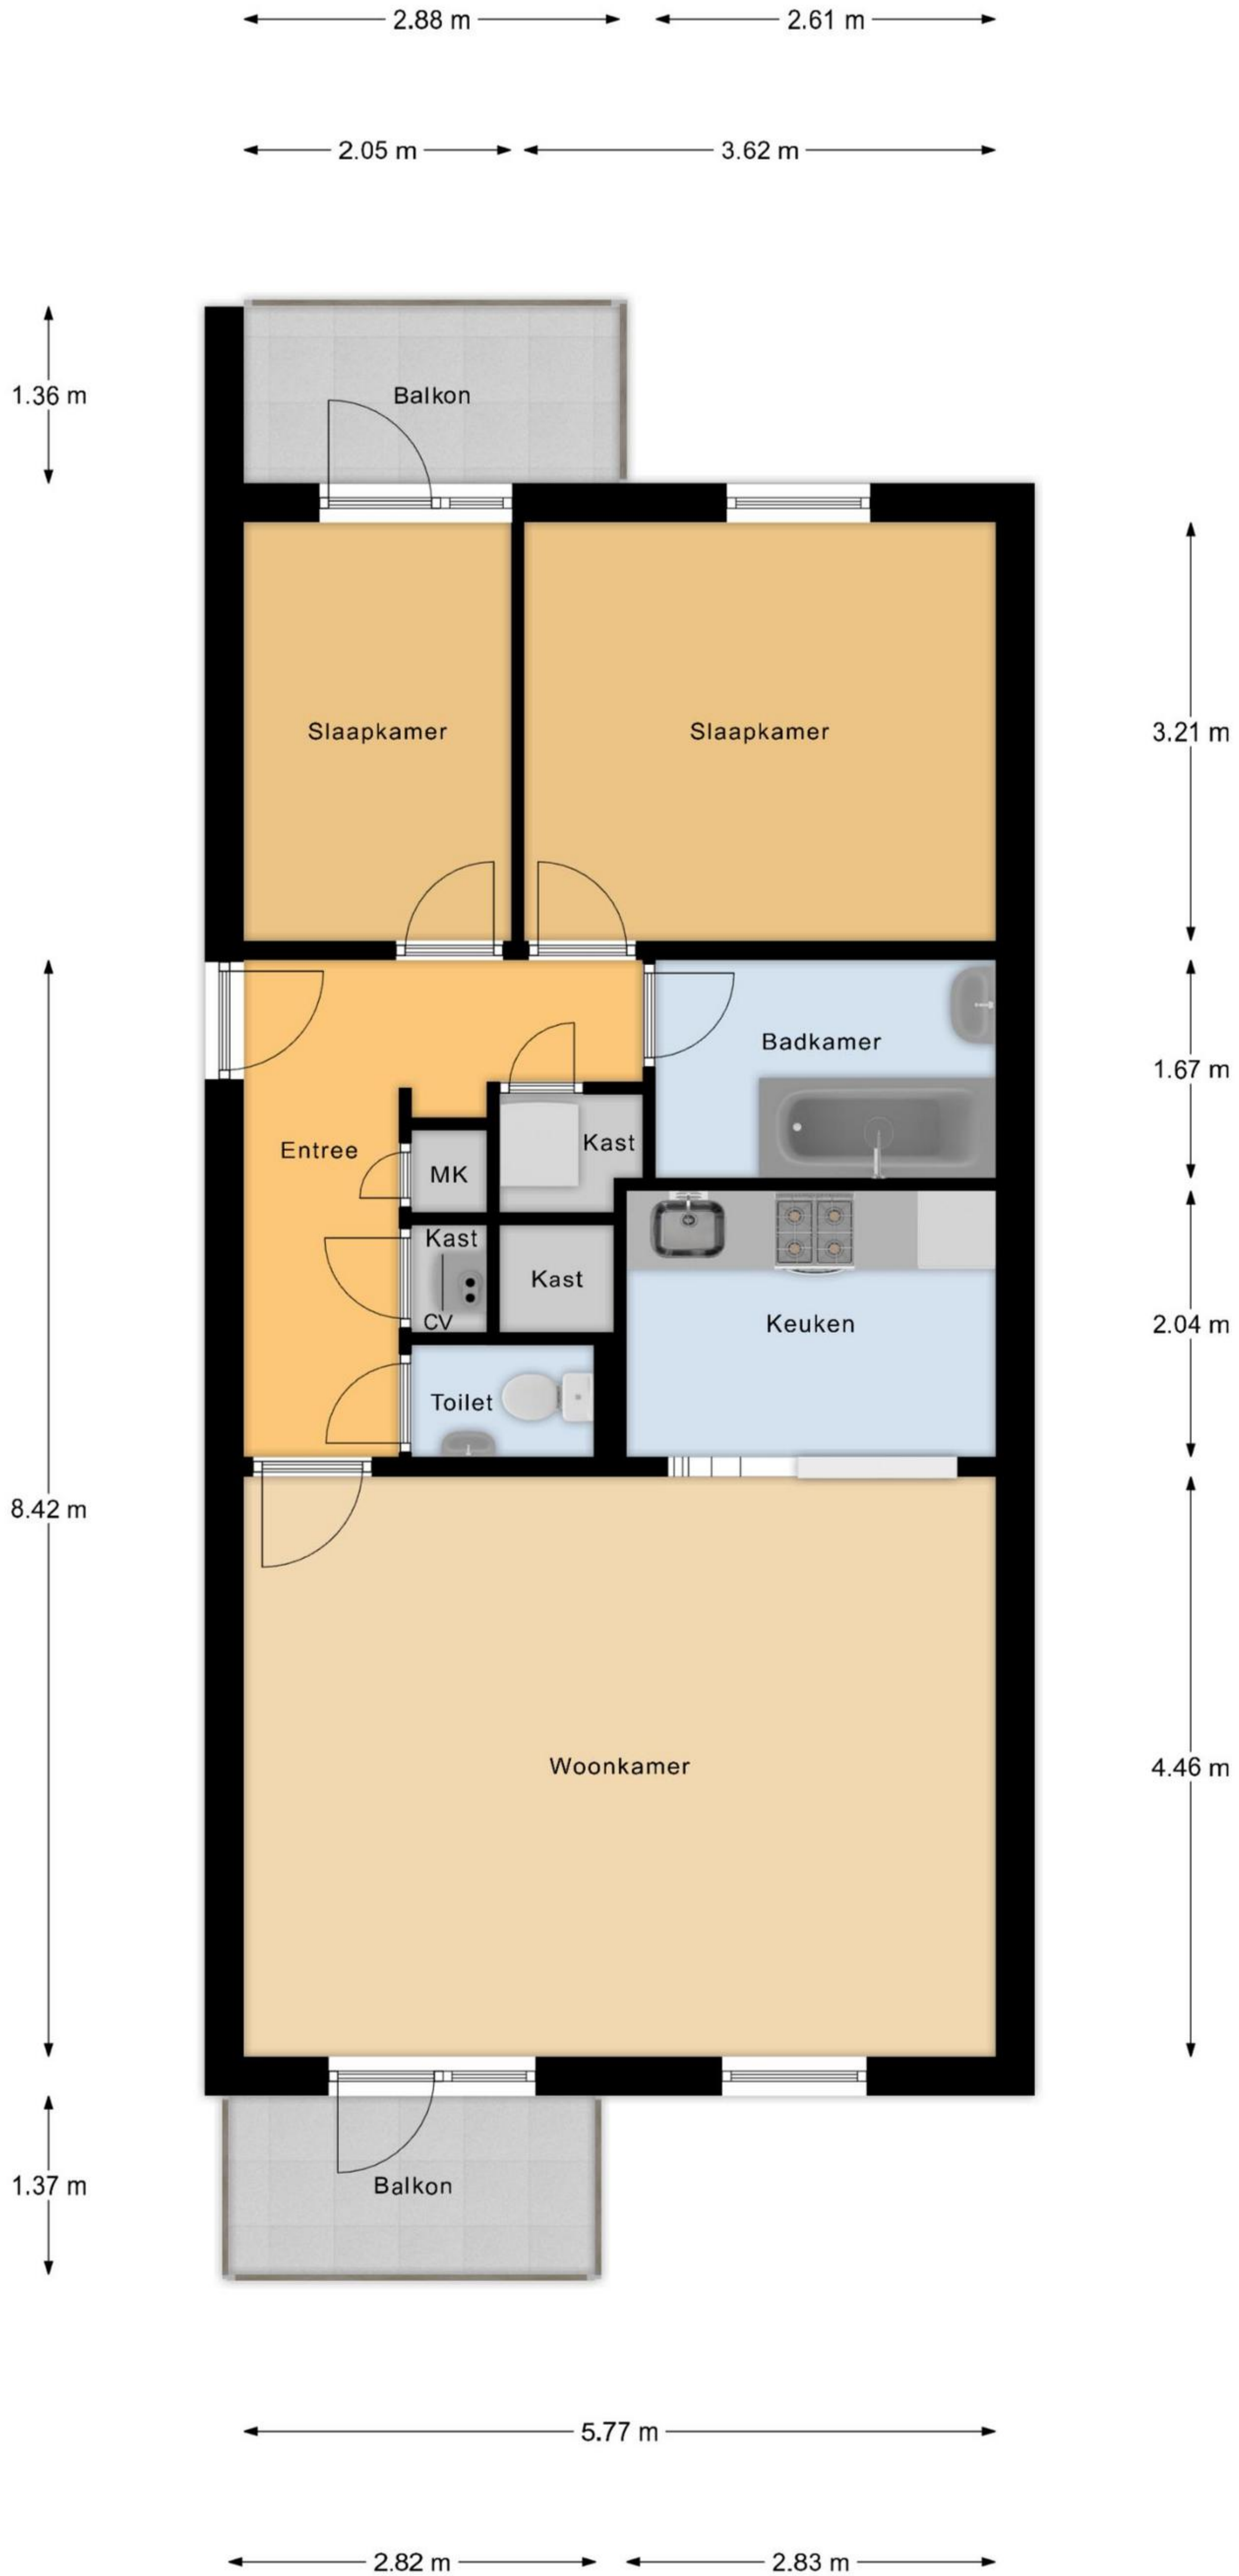 2.88 m
2.61 m
2.05 m
3.62 m
Balkon
1.36 m
Slaapkamer
Slaapkamer
3.21 m
Badkamer
1.67 m
Entree
Kast
MK
Kast
CV
Kast
Keuken
2.04 m
Toilet
8.42 m
Woonkamer
4.46 m
Balkon
1.37 m
5.77 m
2.82 m
2.83 m